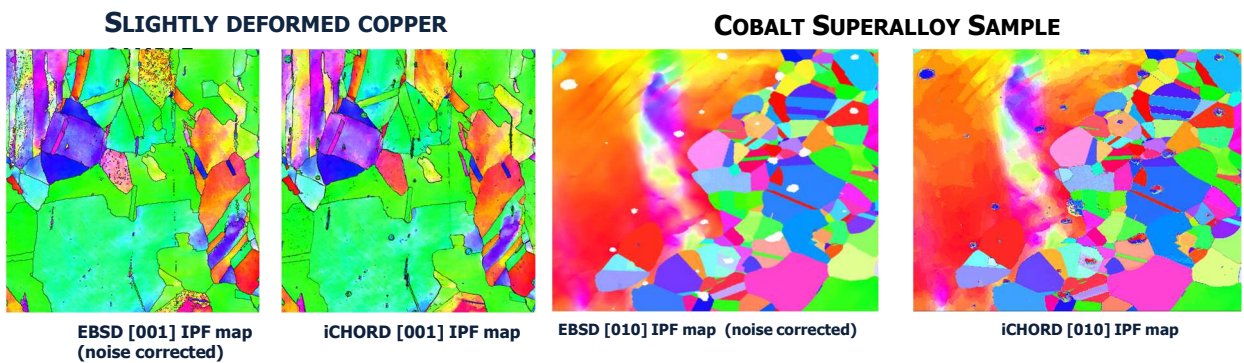 SLIGHTLY DEFORMED COPPER
COBALT SUPERALLOY SAMPLE
EBSD [001] IPF map
(noise corrected)
iCHORD [001] IPF map
EBSD [010] IPF map (noise corrected)
iCHORD [010] IPF map